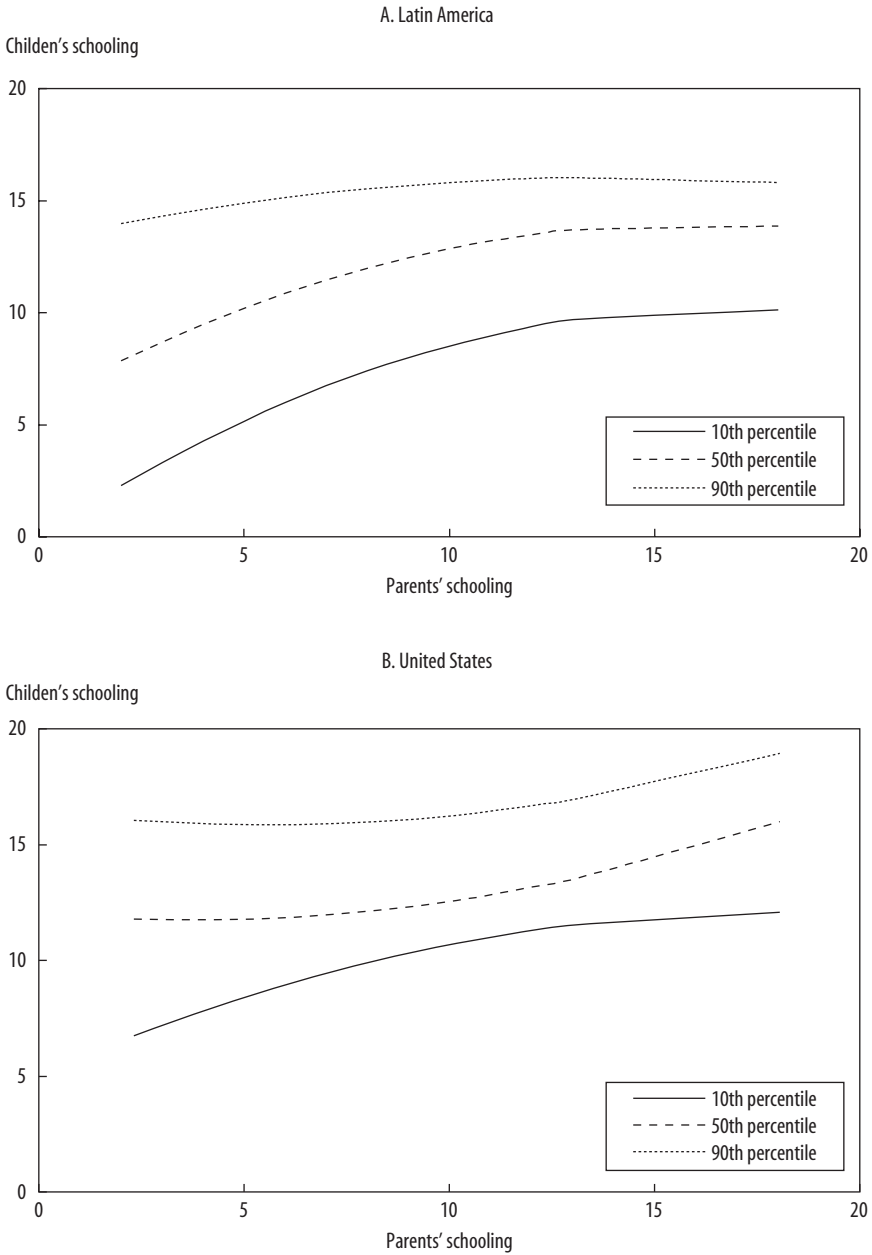 A. Latin America
Childen's schooling
20
15
10
5
0
10th percentile
50th percentile
90th percentile
0 5 10 15 20
Parents' schooling
B. United States
Childen's schooling
20
15
10
5
0
10th percentile
50th percentile
90th percentile
0 5 10 15 20
Parents' schooling